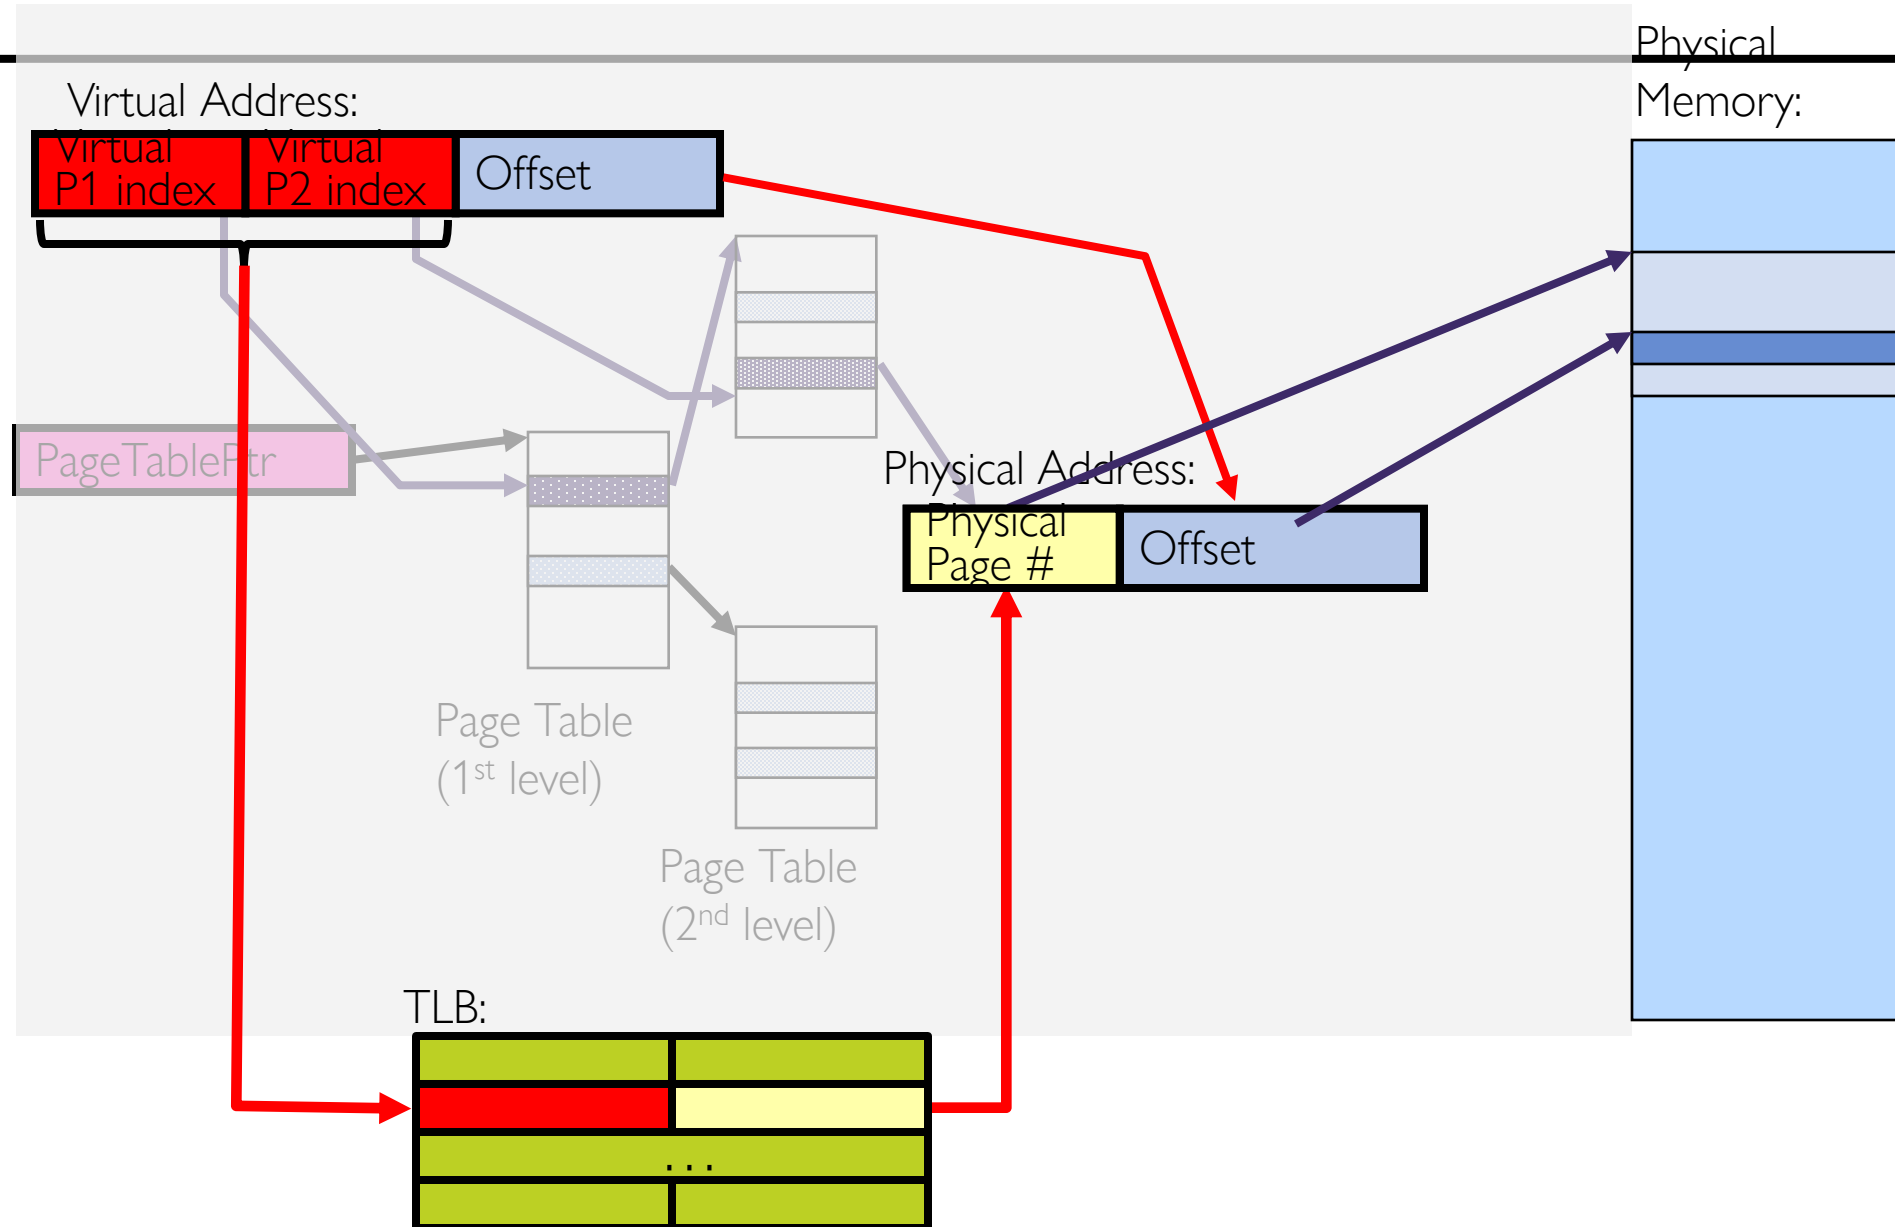 Physical
Memory:
Virtual Address:
Virtual
P1 index
Virtual
P2 index
Offset
PageTablePtr
Physical Address:
Physical
Page #
Offset
Page Table
(1st level)
Page Table
(2nd level)
TLB:
...